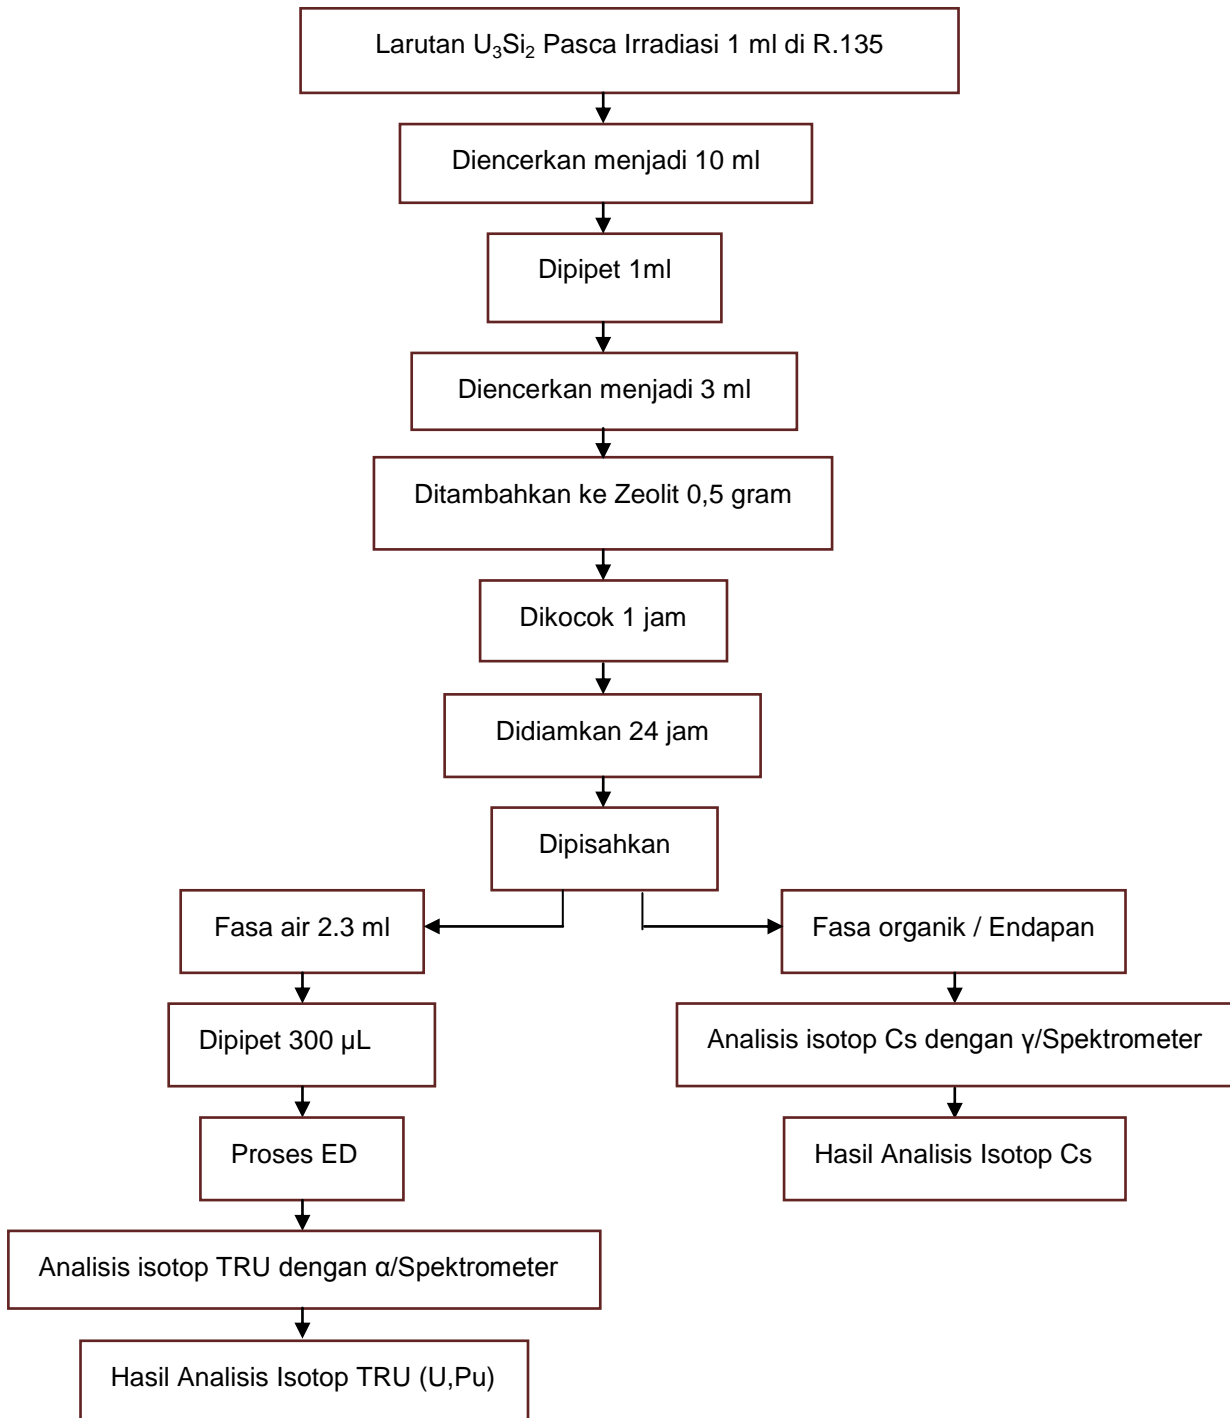 Larutan U₃Si₂ Pasca Irradiasi 1 ml di R.135
Diencerkan menjadi 10 ml
Dipipet 1ml
Diencerkan menjadi 3 ml
Ditambahkan ke Zeolit 0,5 gram
Dikocok 1 jam
Didiamkan 24 jam
Dipisahkan
Fasa air 2.3 ml
Fasa organik / Endapan
Dipipet 300 µL
Analisis isotop Cs dengan γ/Spektrometer
Proses ED
Hasil Analisis Isotop Cs
Analisis isotop TRU dengan α/Spektrometer
Hasil Analisis Isotop TRU (U,Pu)